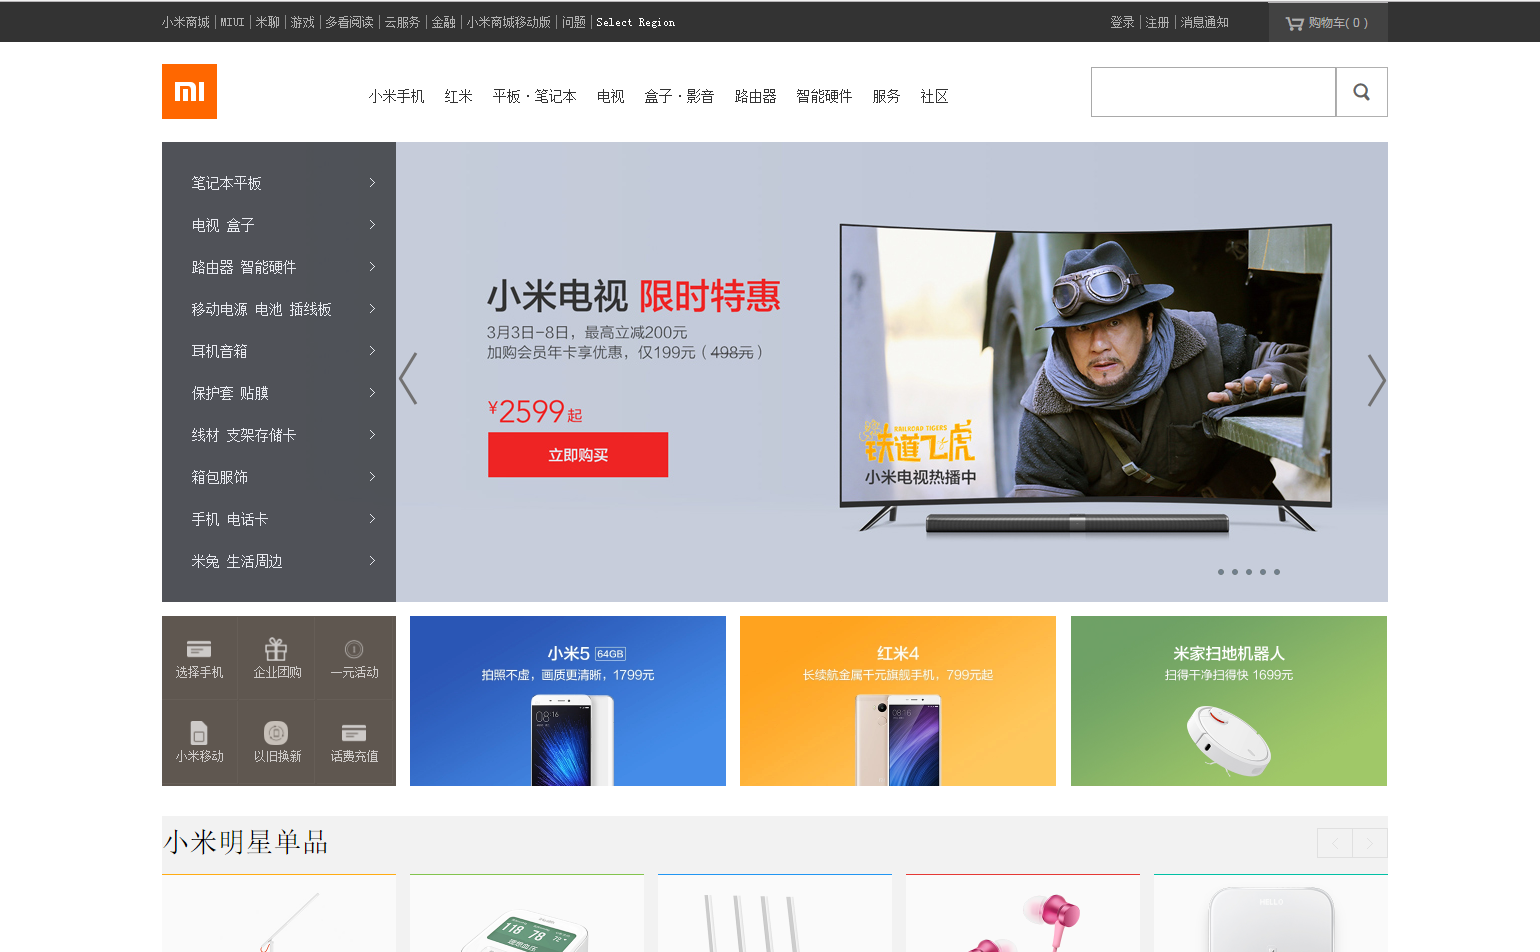 小米商城 | MIUI | 米聊 | 游戏 | 多看阅读 | 云服务 | 金融 | 小米商城移动版 | 问题 | Select Region
登录 | 注册 | 消息通知
购物车( 0 )
小米手机 红米 平板·笔记本 电视 盒子·影音 路由器 智能硬件 服务 社区
笔记本平板
电视 盒子
路由器 智能硬件
移动电源 电池 插线板
耳机音箱
保护套 贴膜
线材 支架存储卡
箱包服饰
手机 电话卡
米兔 生活周边
小米电视 限时特惠
3月3日-8日，最高立减200元
加购会员年卡享优惠，仅199元（498元）
¥2599起
立即购买
RAILROAD TIGERS
铁道飞虎
小米电视热播中
选择手机 企业团购 一元活动
小米移动 以旧换新 话费充值
小米5 64GB
拍照不虚，画质更清晰，1799元
08:16
红米4
长续航金属千元旗舰手机，799元起
08:16
米家扫地机器人
扫得干净扫得快 1699元
小米明星单品
118 78 72
HELLO